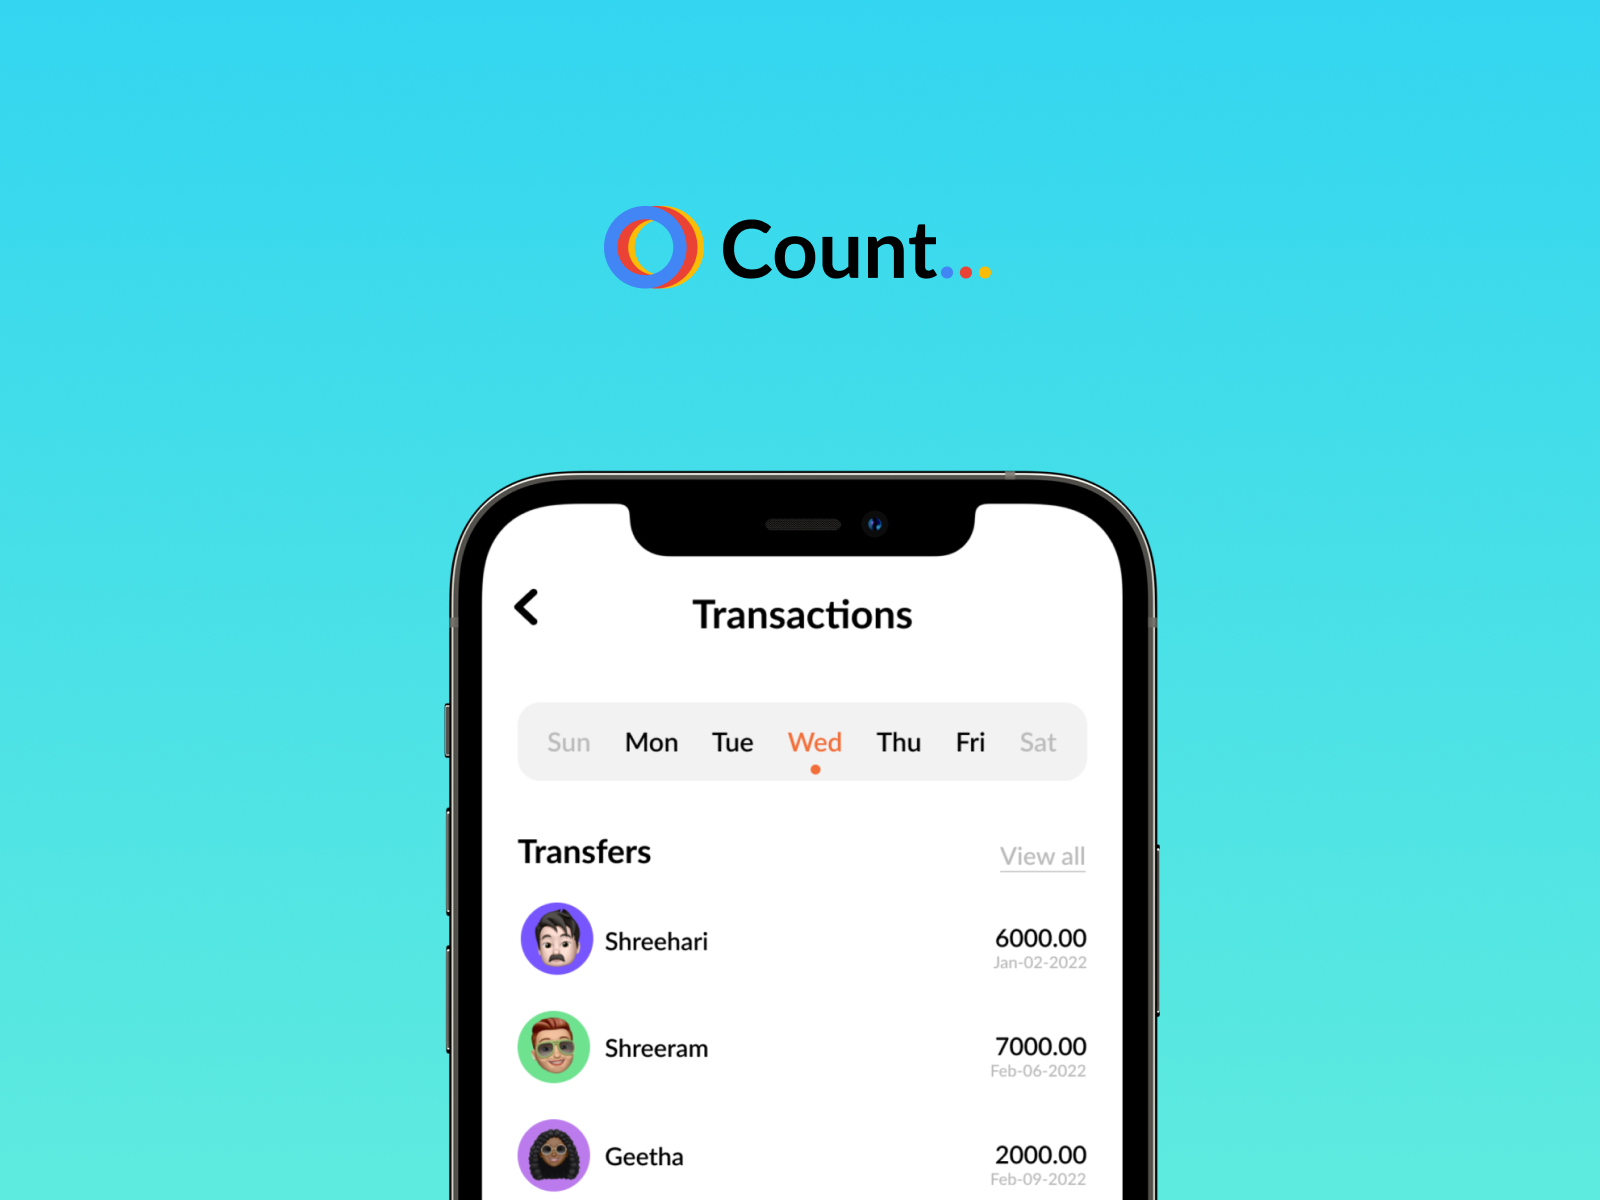 Count...
Transactions
Sun Mon Tue Wed Thu Fri Sat
Transfers View all
Shreehari 6000.00
Jan-02-2022
Shreeram 7000.00
Feb-06-2022
Geetha 2000.00
Feb-09-2022